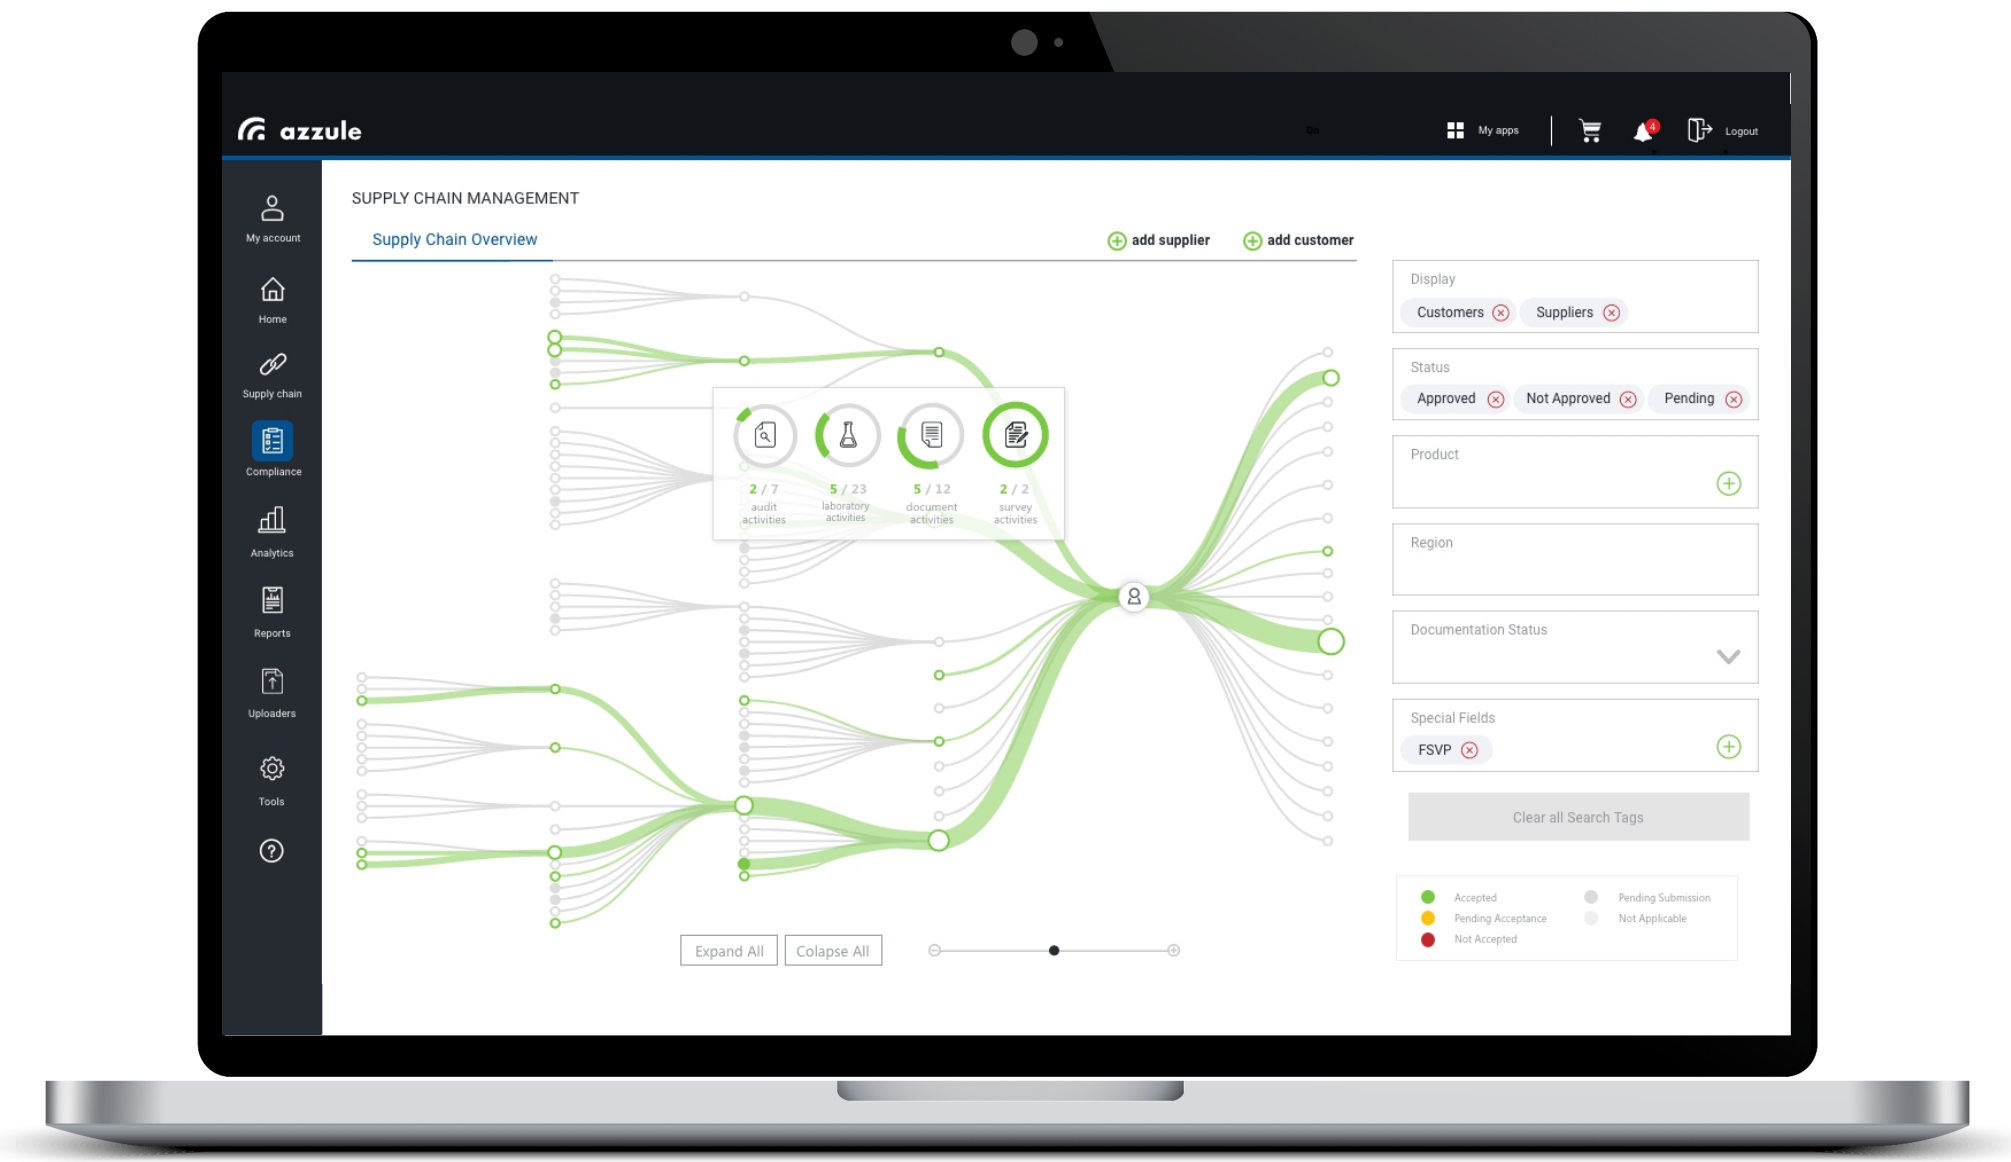 azzule
On
My apps
4
Logout
My account
Home
Supply chain
Compliance
Analytics
Reports
Uploaders
Tools
?
SUPPLY CHAIN MANAGEMENT
Supply Chain Overview
add supplier
add customer
2 / 7
audit
activities
5 / 23
laboratory
activities
5 / 12
document
activities
2 / 2
survey
activities
Expand All
Colapse All
Display
Customers
Suppliers
Status
Approved
Not Approved
Pending
Product
Region
Documentation Status
Special Fields
FSVP
Clear all Search Tags
Accepted
Pending Acceptance
Not Accepted
Pending Submission
Not Applicable